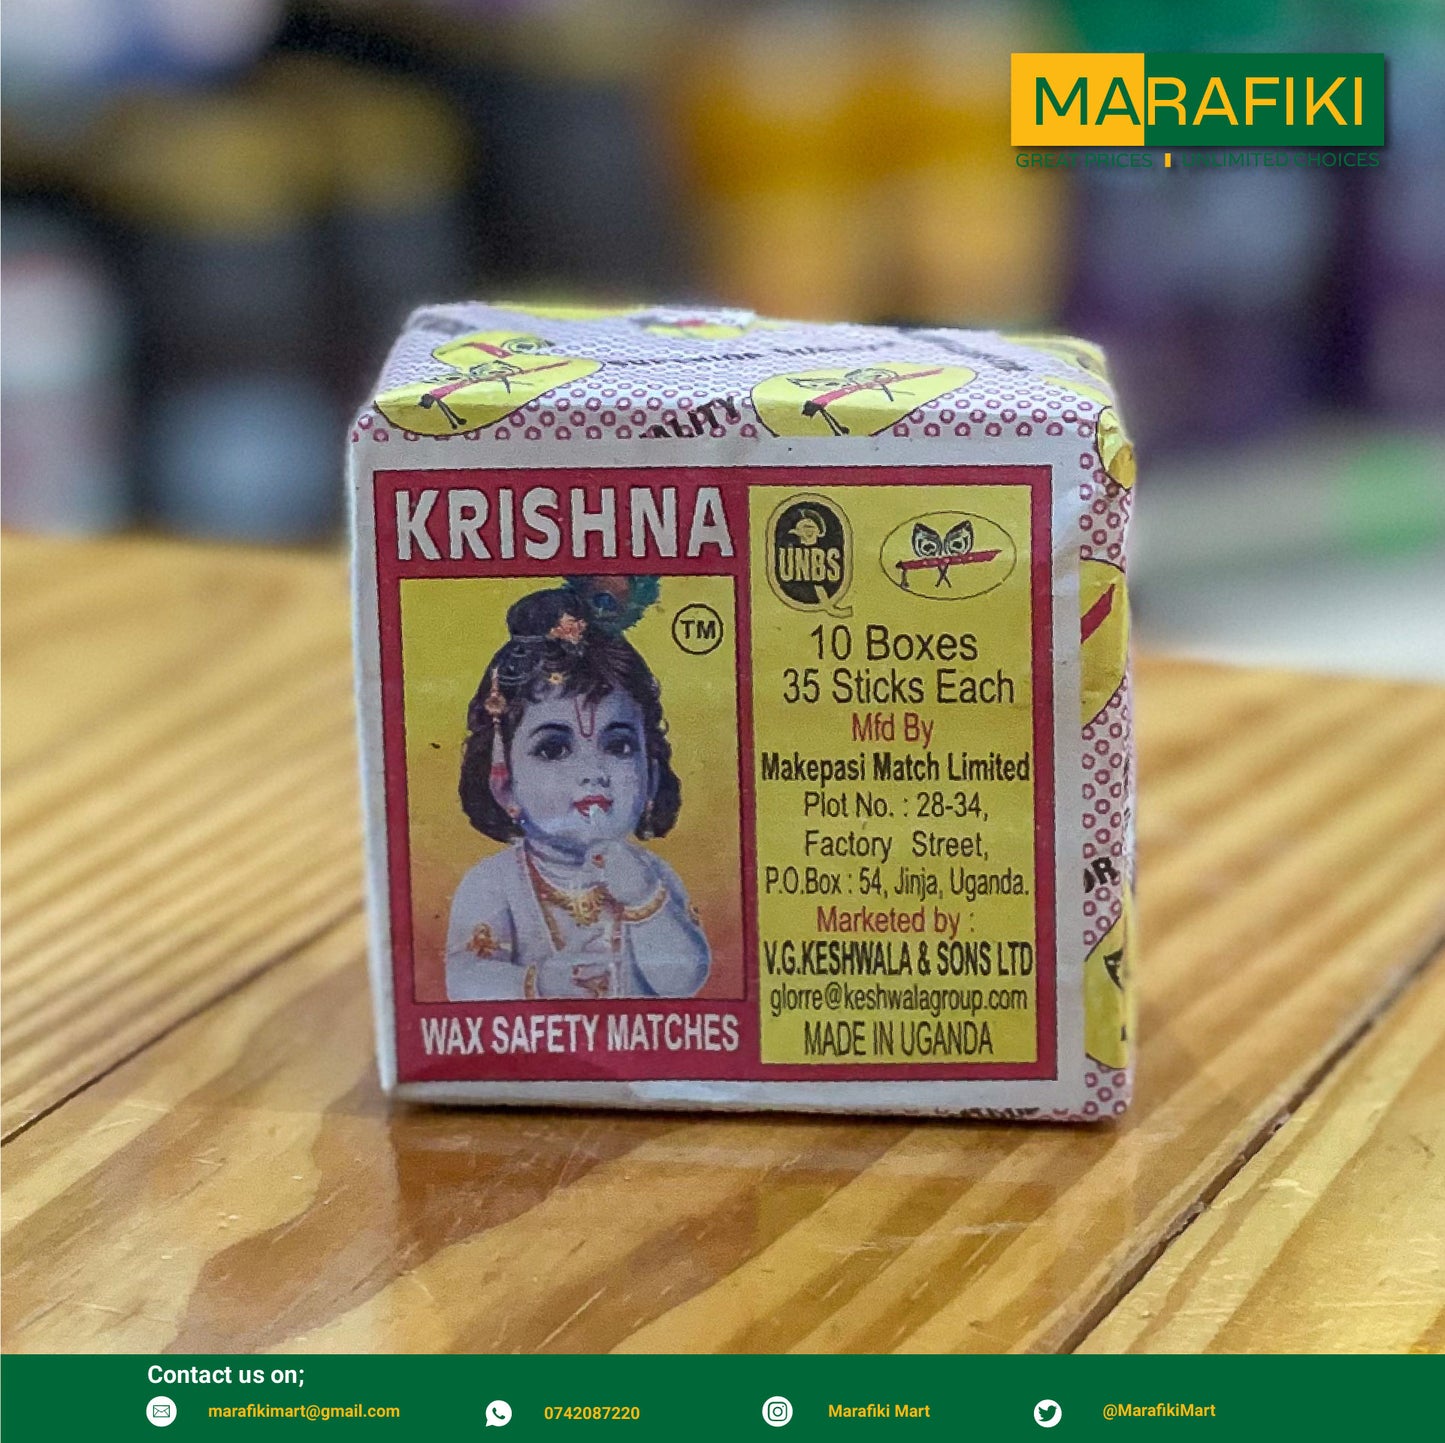 MARAFIKI
GREAT PRICES UNLIMITED CHOICES
ALITY
KRISHNA
TM
WAX SAFETY MATCHES
UNBS
Q
10 Boxes
35 Sticks Each
Mfd By
Makepasi Match Limited
Plot No. : 28-34,
Factory Street,
P.O.Box : 54, Jinja, Uganda.
Marketed by :
V.G.KESHWALA & SONS LTD
glorre@keshwalagroup.com
MADE IN UGANDA
Contact us on;
marafikimart@gmail.com
0742087220
Marafiki Mart
@MarafikiMart